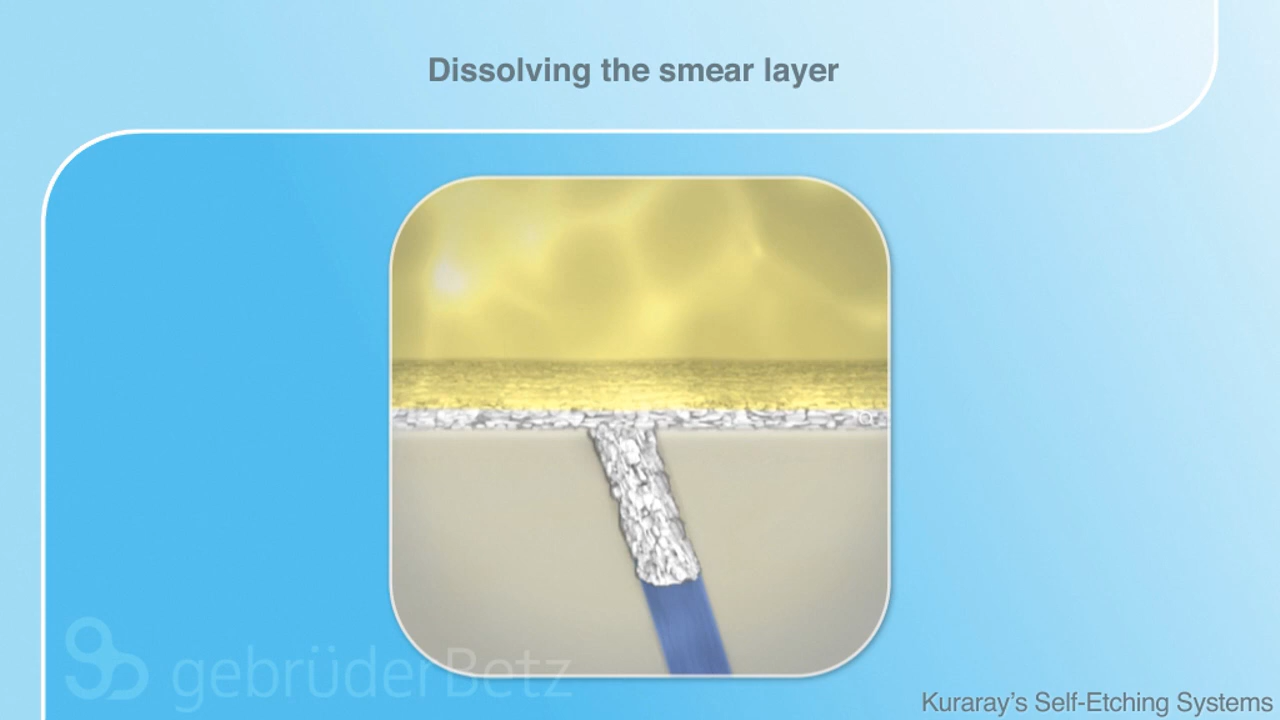 Dissolving the smear layer
gebrüderBetz
Kuraray's Self-Etching Systems